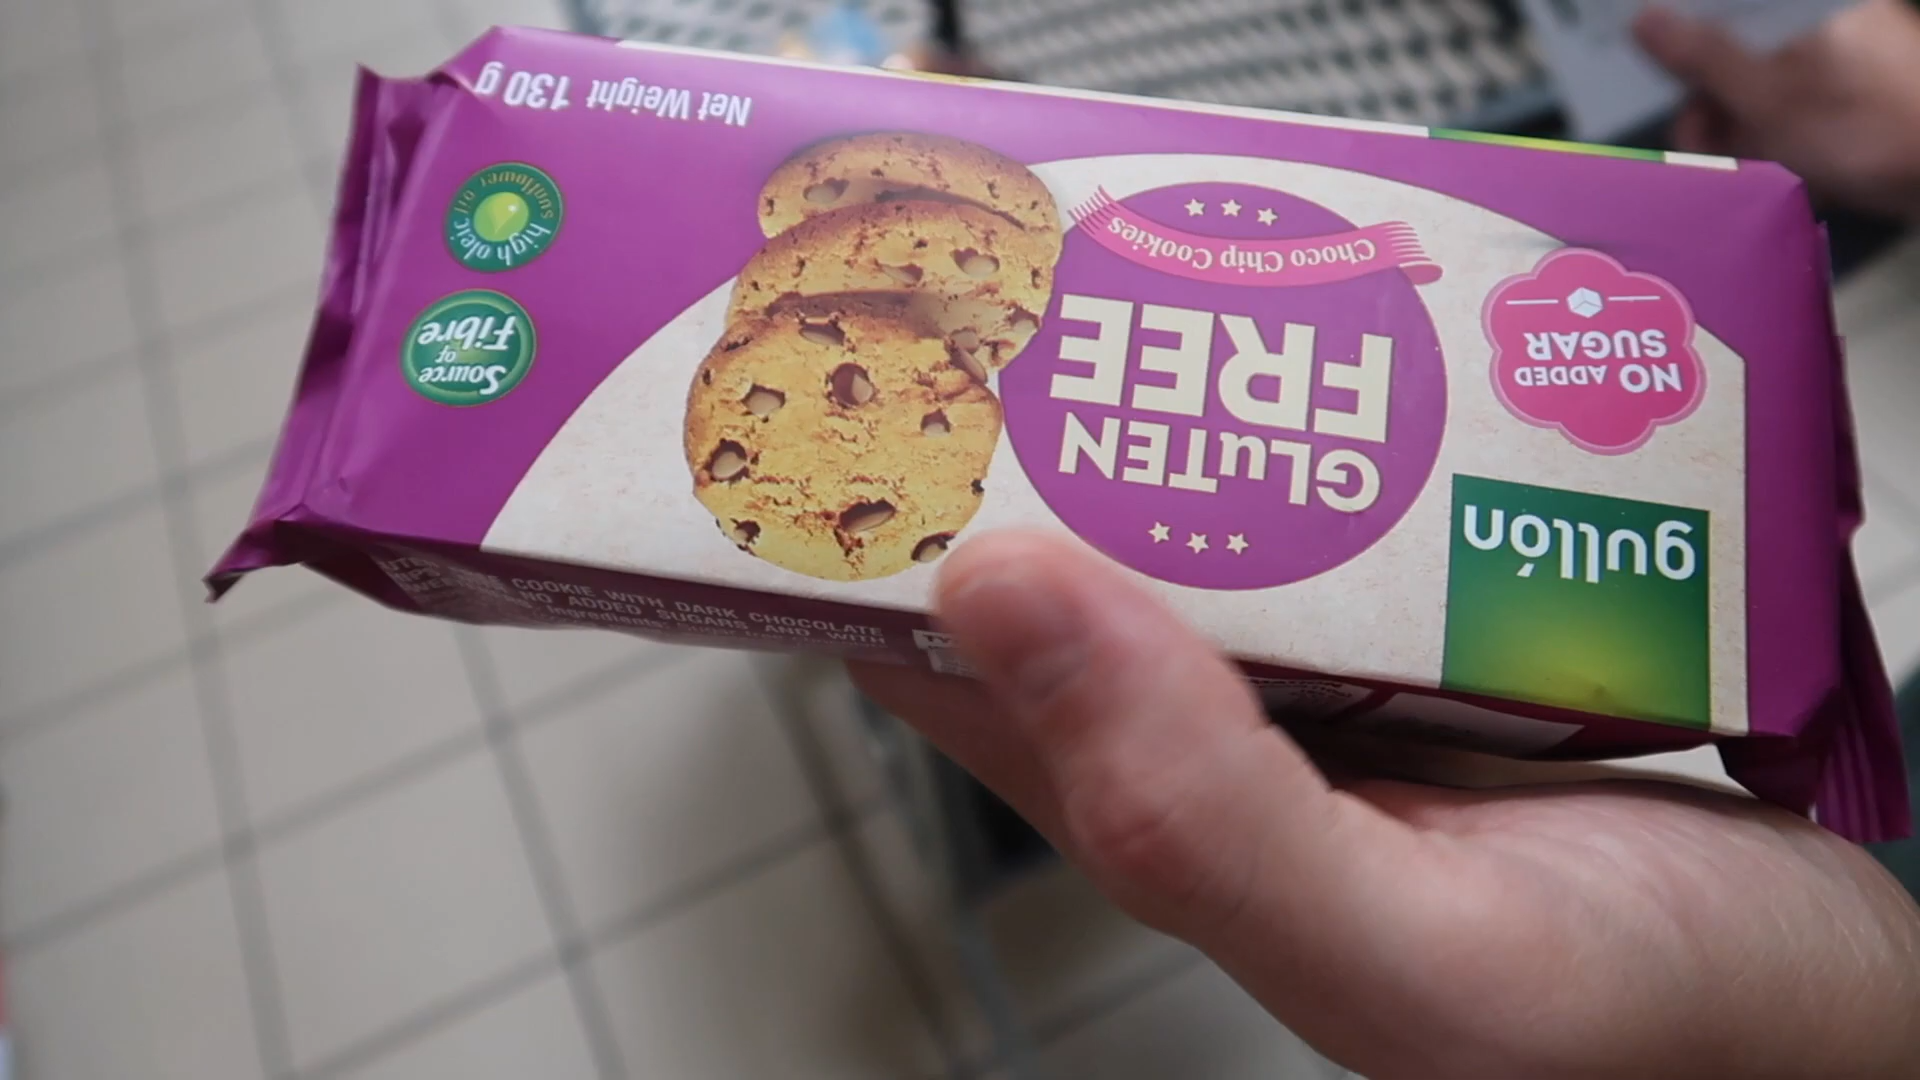 gullón
NO ADDED
SUGAR
GLuTEN
FREE
Choco Chip Cookies
Source
of
Fibre
high oleic
sunflower oil
Net Weight 130 g
COOKIE WITH DARK CHOCOLATE
NO ADDED SUGARS AND WITH
Ingredients: